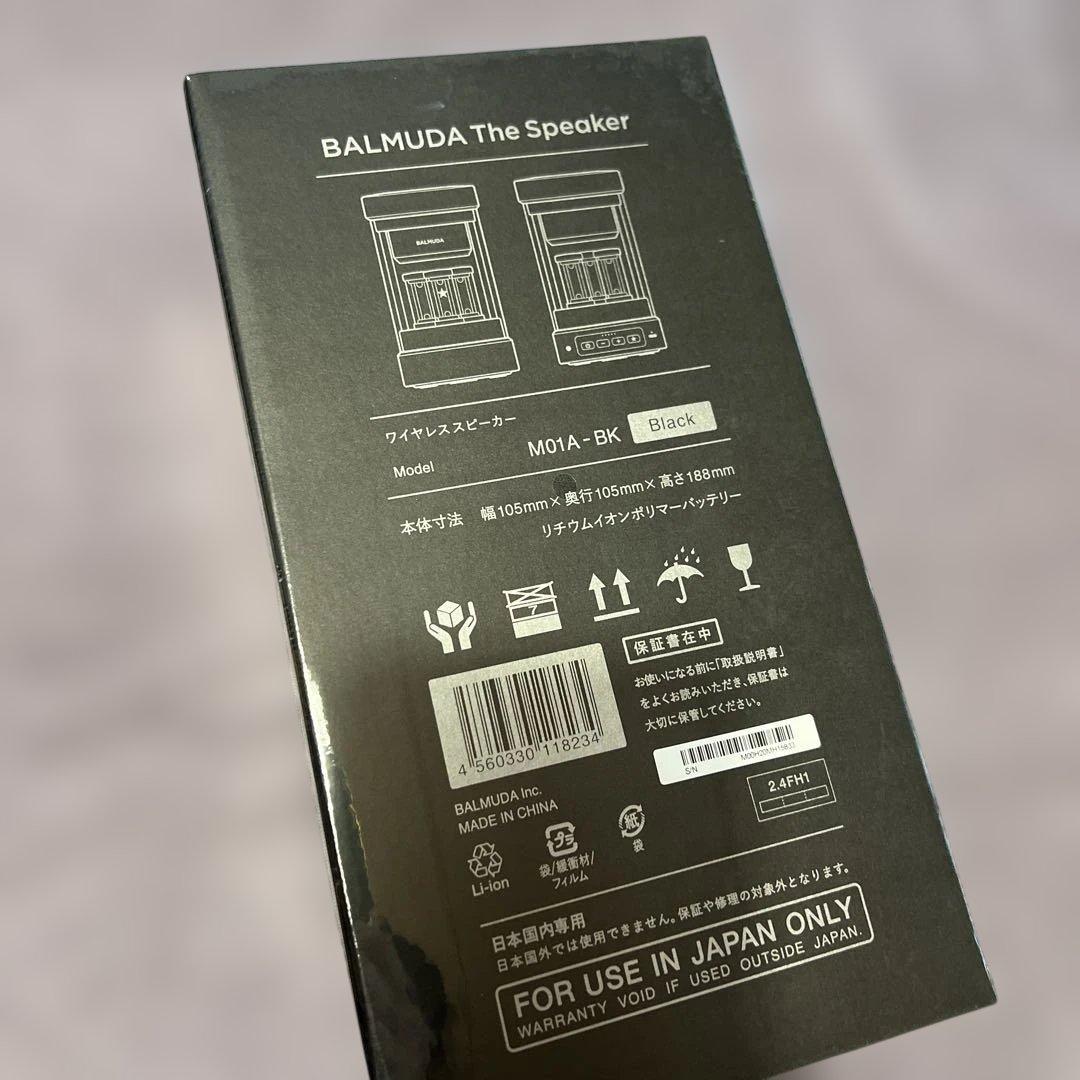 BALMUDA The Speaker
BALMUDA
ワイヤレススピーカー
Model M01A-BK Black
本体寸法 幅105mm×奥行105mm×高さ188mm
リチウムイオンポリマーバッテリー
7
保証書在中
お使いになる前に「取扱説明書」
をよくお読みいただき、保証書は
大切に保管してください。
4 560330 118234
S/N M00H20MH15833
2.4FH1
BALMUDA Inc.
MADE IN CHINA
Li-ion
プラ
袋/緩衝材/
フィルム
紙
袋
日本国内専用
日本国外では使用できません。保証や修理の対象外となります。
FOR USE IN JAPAN ONLY
WARRANTY VOID IF USED OUTSIDE JAPAN.